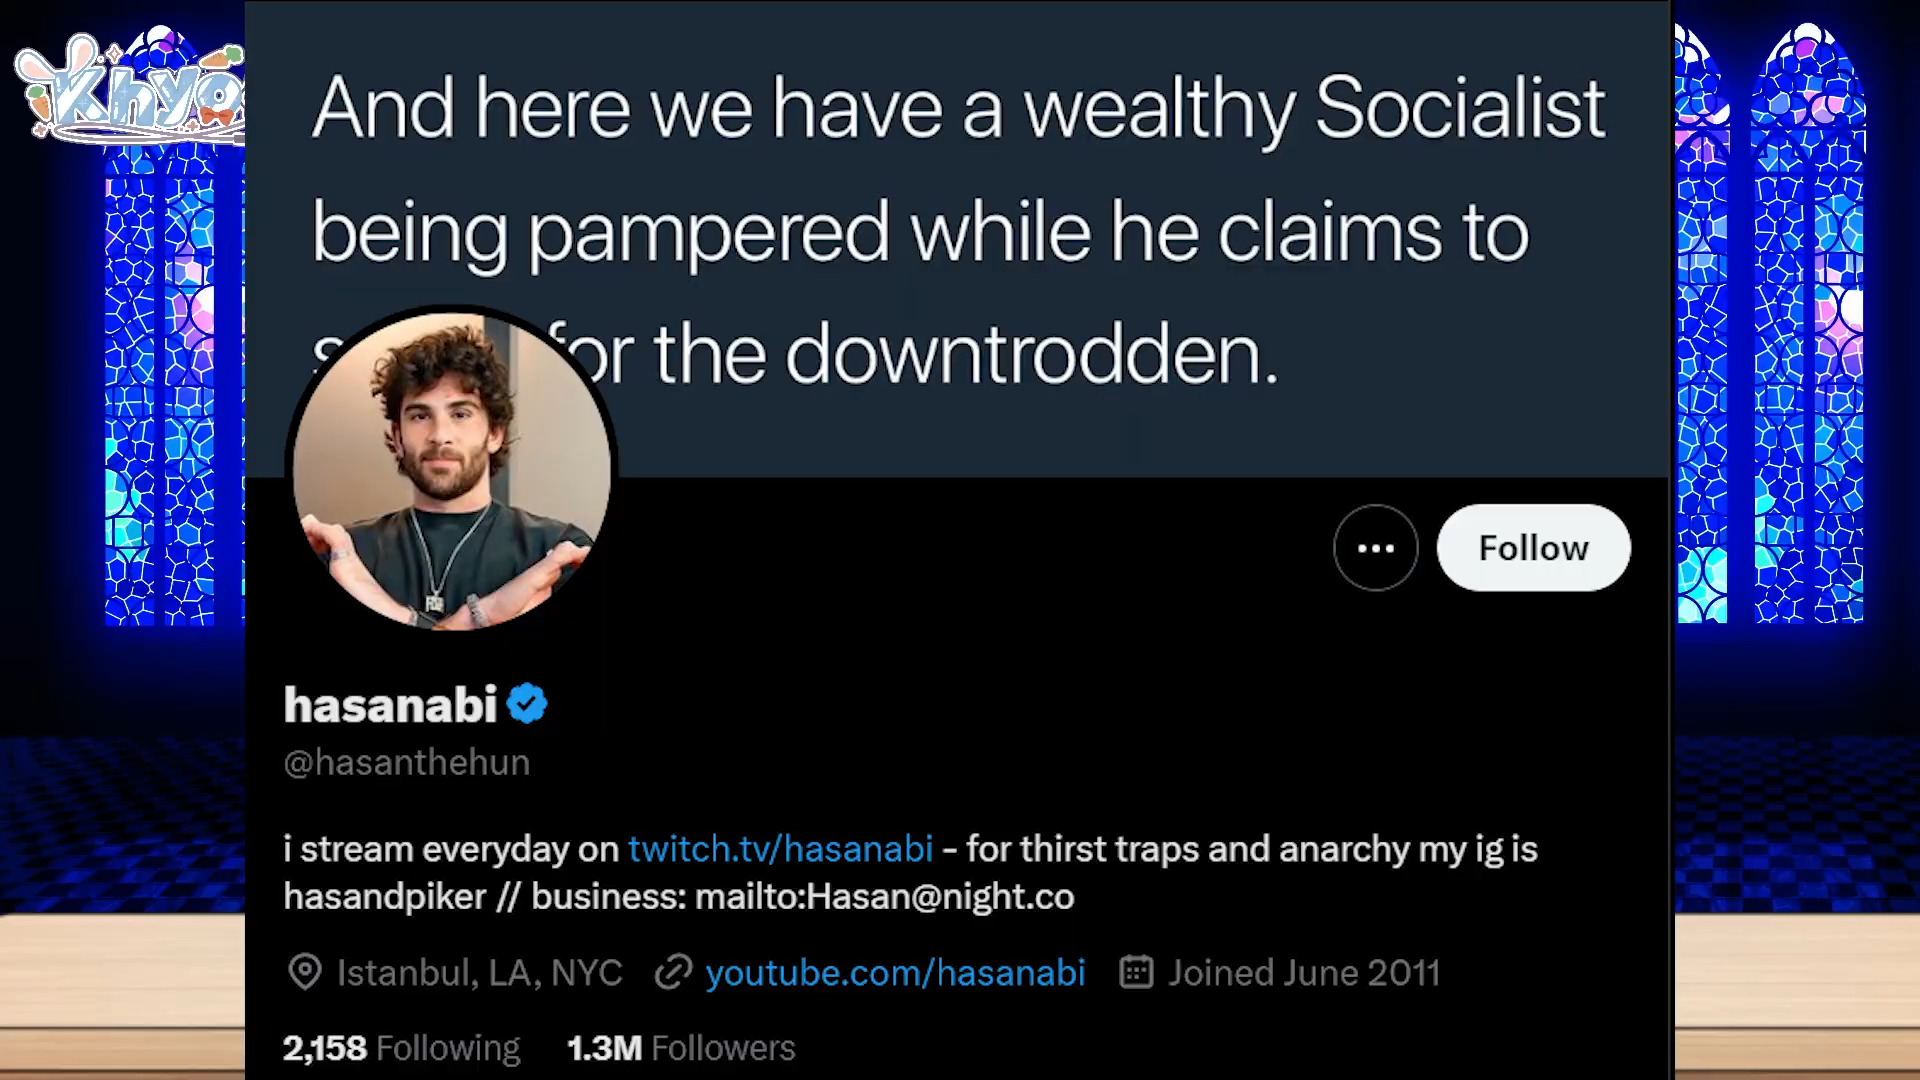 Khyo
And here we have a wealthy Socialist
being pampered while he claims to
for the downtrodden.
Follow
hasanabi
@hasanthehun
i stream everyday on twitch.tv/hasanabi - for thirst traps and anarchy my ig is
hasandpiker // business: mailto:Hasan@night.co
Istanbul, LA, NYC youtube.com/hasanabi Joined June 2011
2,158 Following 1.3M Followers